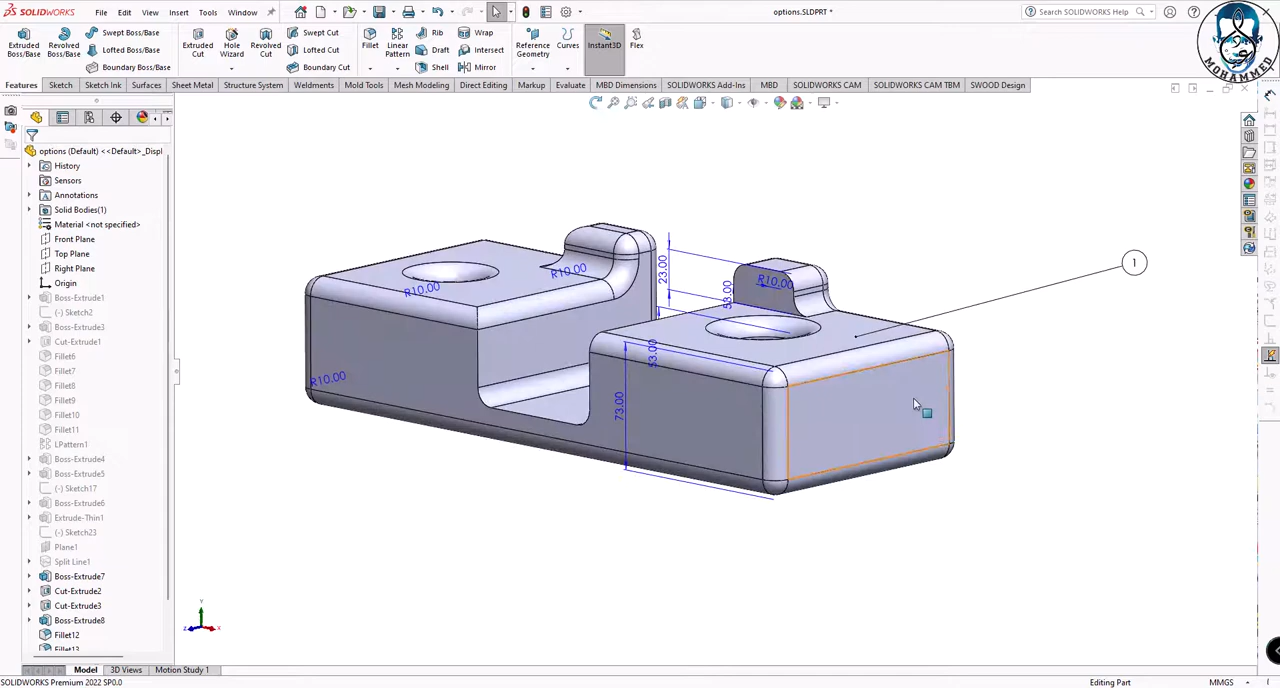 SOLIDWORKS
File Edit View Insert Tools Window
options.SLDPRT *
Search SOLIDWORKS Help
Extruded Boss/Base
Revolved Boss/Base
Swept Boss/Base
Lofted Boss/Base
Boundary Boss/Base
Extruded Cut
Hole Wizard
Revolved Cut
Swept Cut
Lofted Cut
Boundary Cut
Fillet
Linear Pattern
Rib
Draft
Shell
Wrap
Intersect
Mirror
Reference Geometry
Curves
Instant3D
Flex
MOHAMMED
Features Sketch Sketch Ink Surfaces Sheet Metal Structure System Weldments Mold Tools Mesh Modeling Direct Editing Markup Evaluate MBD Dimensions SOLIDWORKS Add-Ins MBD SOLIDWORKS CAM SOLIDWORKS CAM TBM SWOOD Design
options (Default) <<Default>_Displ
History
Sensors
Annotations
Solid Bodies(1)
Material <not specified>
Front Plane
Top Plane
Right Plane
Origin
Boss-Extrude1
(-) Sketch2
Boss-Extrude3
Cut-Extrude1
Fillet6
Fillet7
Fillet8
Fillet9
Fillet10
Fillet11
LPattern1
Boss-Extrude4
Boss-Extrude5
(-) Sketch17
Boss-Extrude6
Extrude-Thin1
(-) Sketch23
Plane1
Split Line1
Boss-Extrude7
Cut-Extrude2
Cut-Extrude3
Boss-Extrude8
Fillet12
Fillet13
R10.00
R10.00
R10.00
R10.00
23.00
53.00
53.00
73.00
1
Y
Z
X
Model 3D Views Motion Study 1
SOLIDWORKS Premium 2022 SP0.0
Editing Part
MMGS